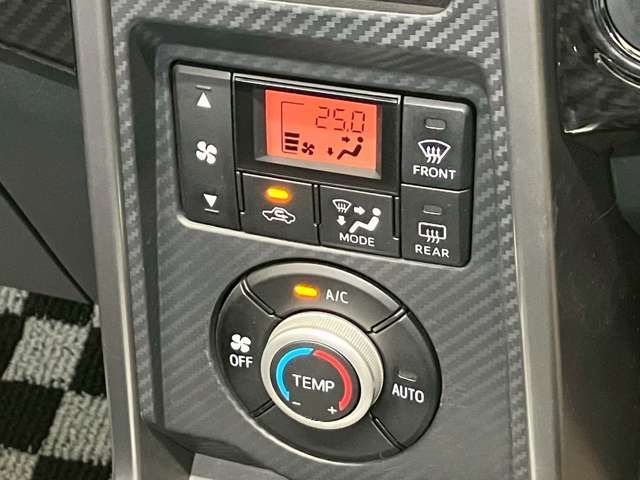 25.0
FRONT
MODE
REAR
A/C
OFF
TEMP
AUTO
- +